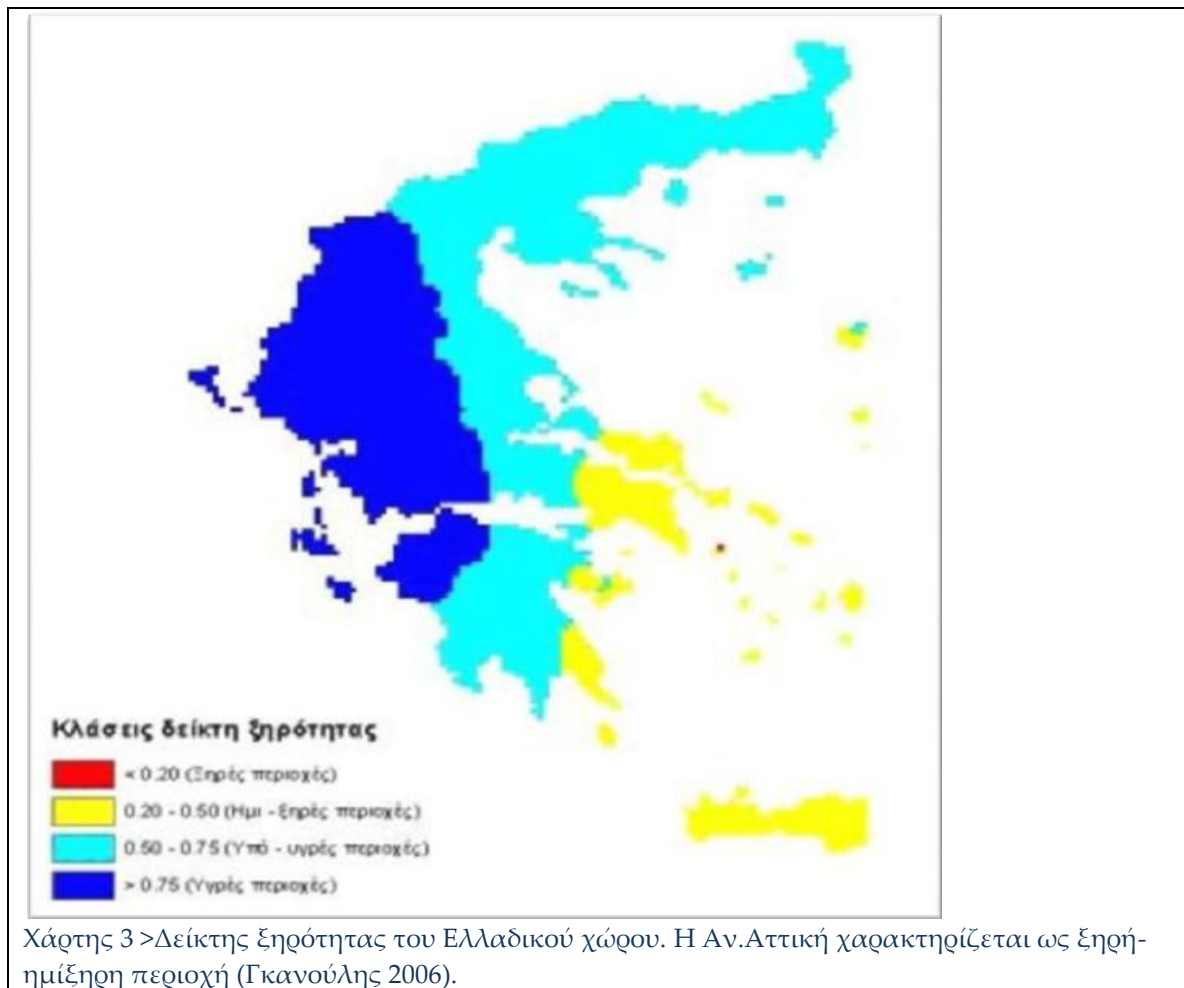 Κλάσεις δείκτη ξηρότητας
< 0.20 (Ξηρές περιοχές)
0.20 - 0.50 (Ημι - ξηρές περιοχές)
0.50 - 0.75 (Υπό - υγρές περιοχές)
> 0.75 (Υγρές περιοχές)
Χάρτης 3 >Δείκτης ξηρότητας του Ελλαδικού χώρου. Η Αν.Αττική χαρακτηρίζεται ως ξηρή-
ημίξηρη περιοχή (Γκανούλης 2006).